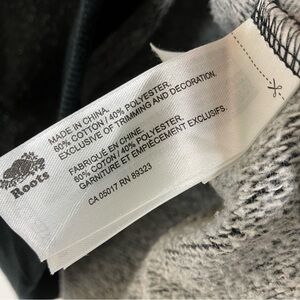 MADE IN CHINA.
60% COTTON / 40% POLYESTER.
EXCLUSIVE OF TRIMMING AND DECORATION.
FABRIQUÉ EN CHINE.
60% COTON / 40% POLYESTER.
GARNITURE ET EMPIÈCEMENT EXCLUSIFS.
CA 05017 RN 89323
Roots